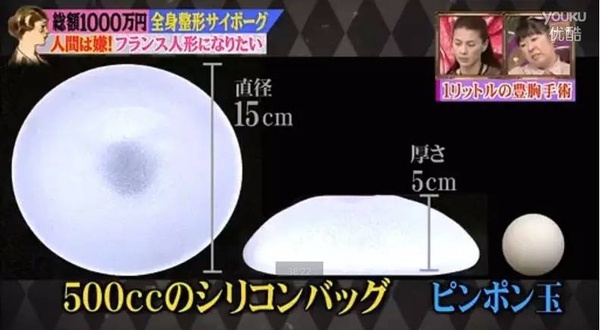 総額1000万円 全身整形サイボーグ
人間は嫌!フランス人形になりたい
YOUKU
优酷
1リットルの豊胸手術
直径
15cm
厚さ
5cm
500ccのシリコンバッグ ピンポン玉